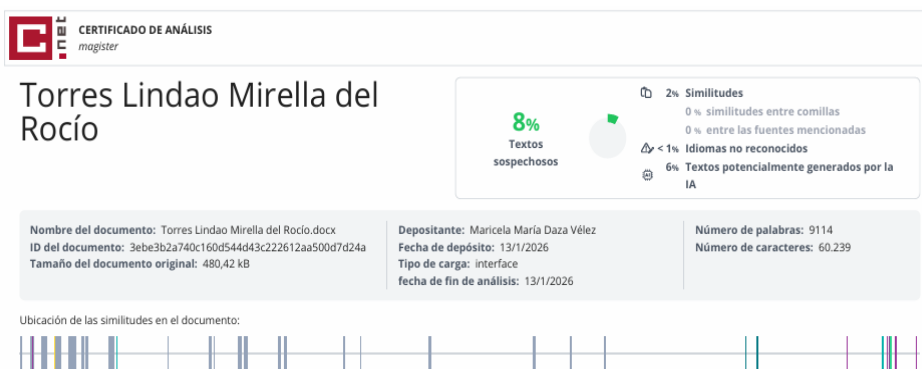 .net
CERTIFICADO DE ANÁLISIS
magister
Torres Lindao Mirella del
Rocío
8%
Textos
sospechosos
2% Similitudes
0 % similitudes entre comillas
0 % entre las fuentes mencionadas
< 1% Idiomas no reconocidos
6% Textos potencialmente generados por la
IA
Nombre del documento: Torres Lindao Mirella del Rocío.docx
ID del documento: 3ebe3b2a740c160d544d43c222612aa500d7d24a
Tamaño del documento original: 480,42 kB
Depositante: Maricela María Daza Vélez
Fecha de depósito: 13/1/2026
Tipo de carga: interface
fecha de fin de análisis: 13/1/2026
Número de palabras: 9114
Número de caracteres: 60.239
Ubicación de las similitudes en el documento: